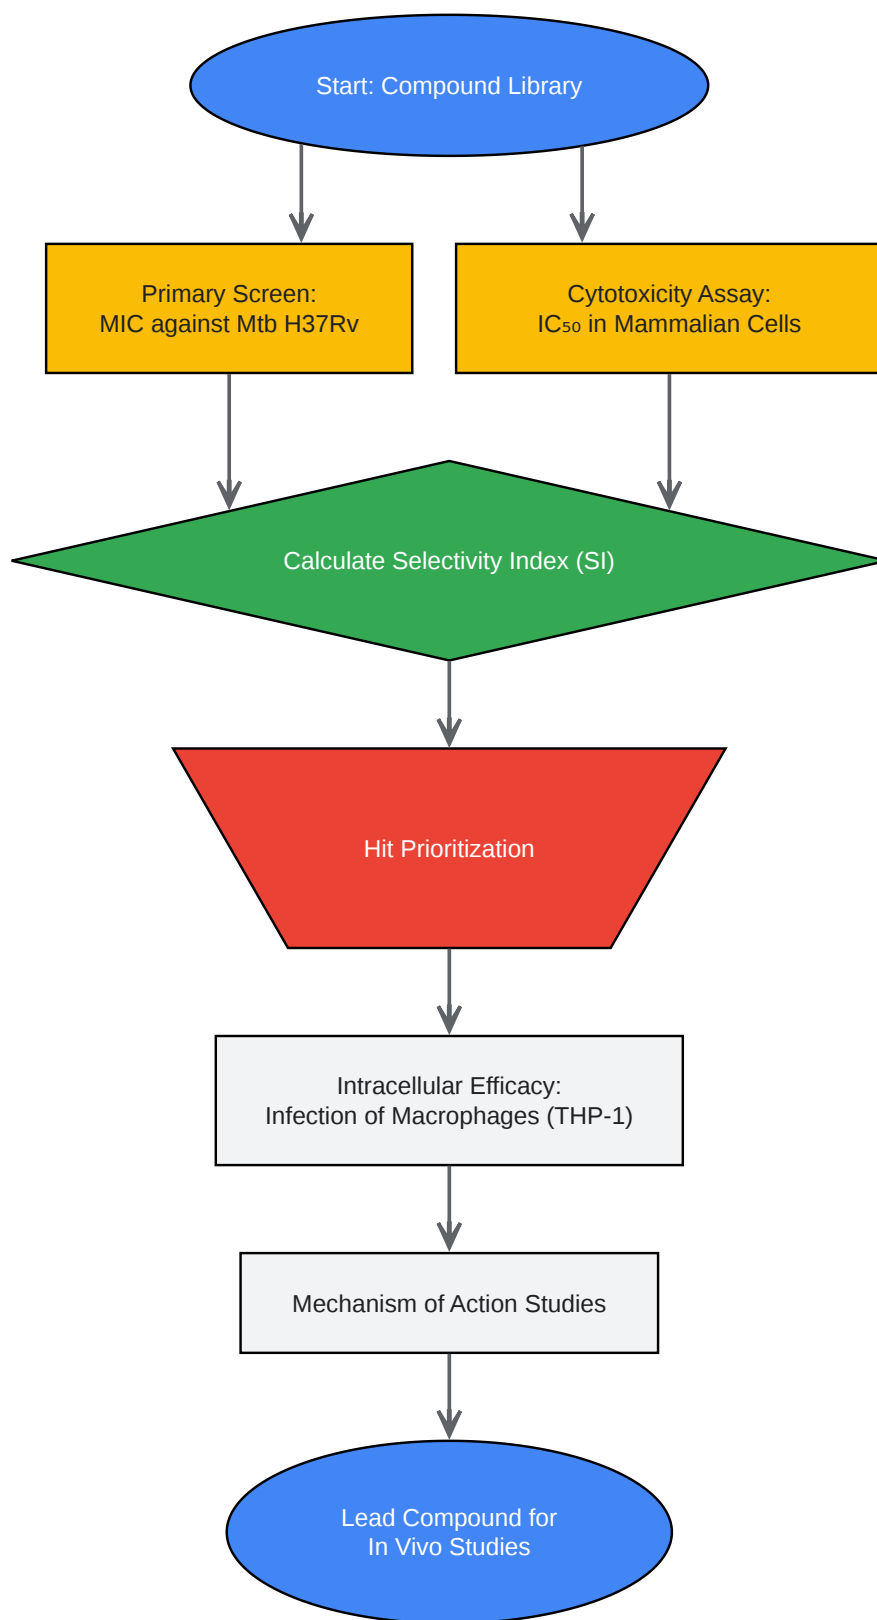 Start: Compound Library
Primary Screen:
MIC against Mtb H37Rv
Cytotoxicity Assay:
IC₅₀ in Mammalian Cells
Calculate Selectivity Index (SI)
Hit Prioritization
Intracellular Efficacy:
Infection of Macrophages (THP-1)
Mechanism of Action Studies
Lead Compound for
In Vivo Studies